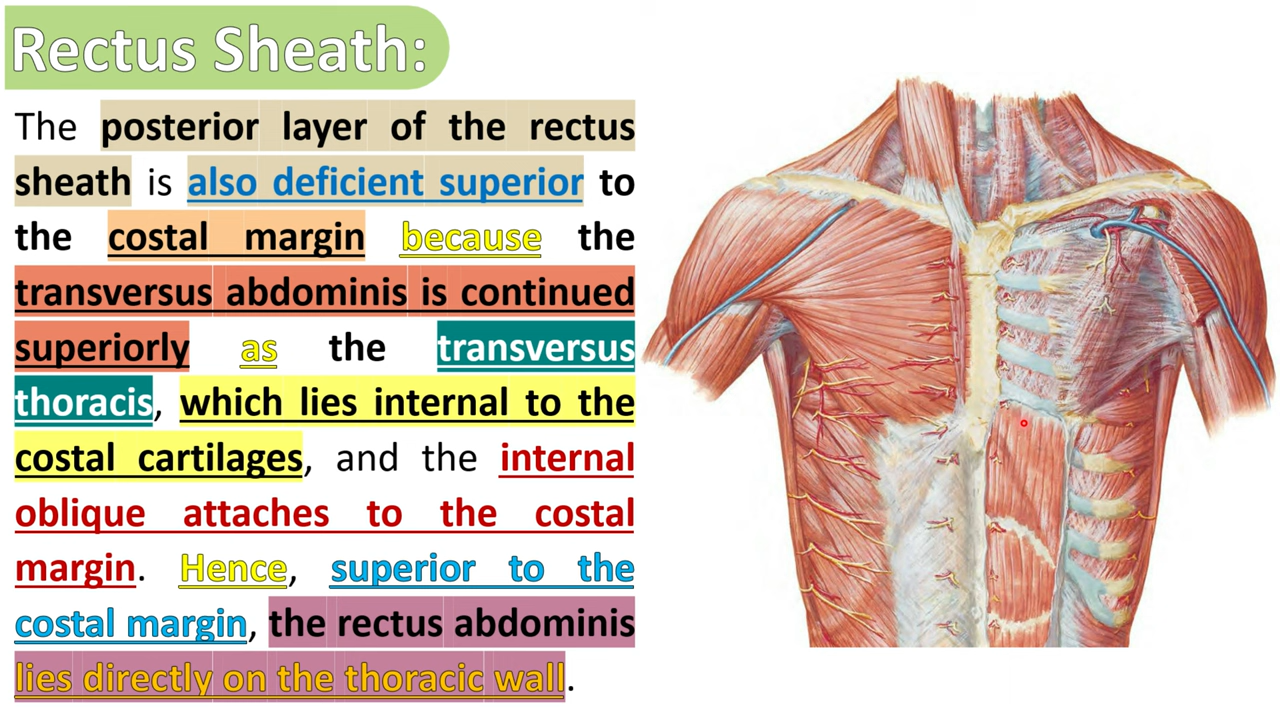 Rectus Sheath:
The posterior layer of the rectus
sheath is also deficient superior to
the costal margin because the
transversus abdominis is continued
superiorly as the transversus
thoracis, which lies internal to the
costal cartilages, and the internal
oblique attaches to the costal
margin. Hence, superior to the
costal margin, the rectus abdominis
lies directly on the thoracic wall.